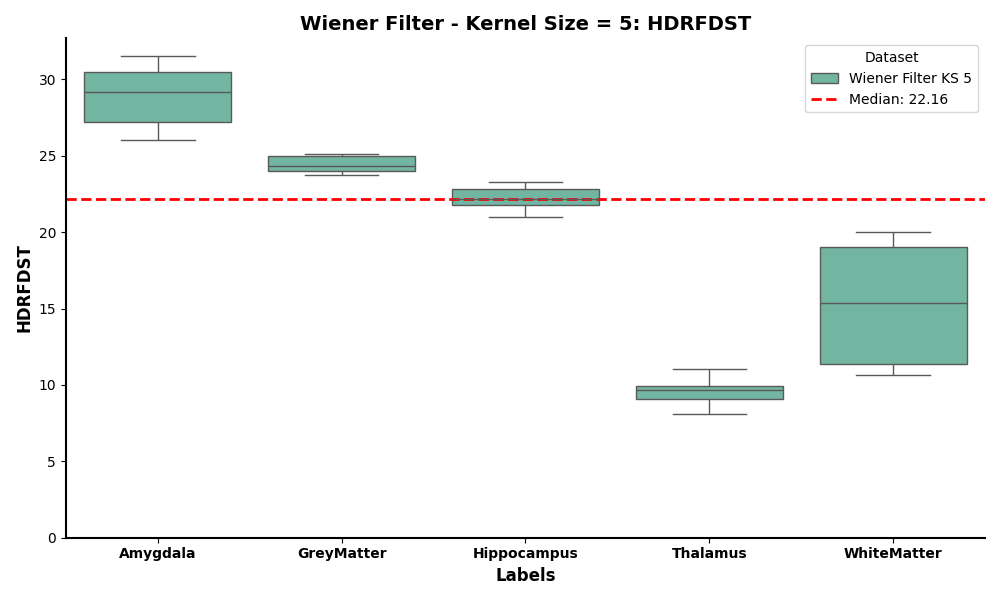 Wiener Filter - Kernel Size = 5: HDRFDST
Dataset
Wiener Filter KS 5
Median: 22.16
HDRFDST
30
25
20
15
10
5
0
Amygdala GreyMatter Hippocampus Thalamus WhiteMatter
Labels